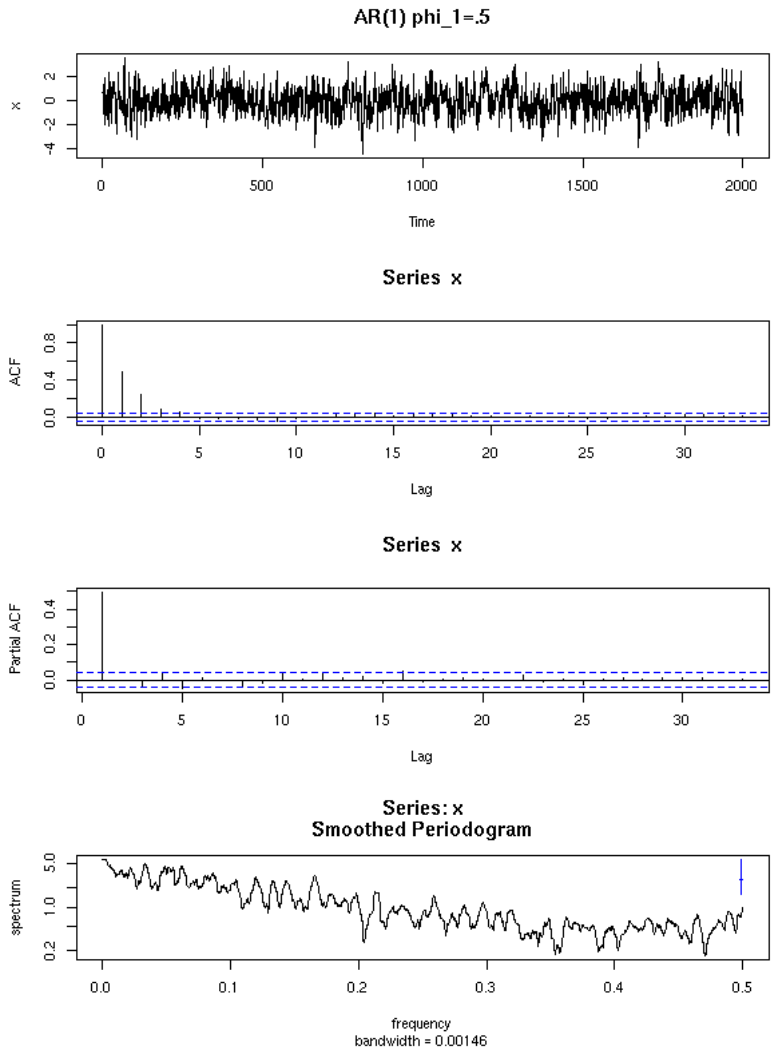 AR(1) phi_1=.5
2
0
-2
-4
x
0 500 1000 1500 2000
Time
Series x
0.8
0.4
0.0
ACF
0 5 10 15 20 25 30
Lag
Series x
0.4
0.2
0.0
Partial ACF
0 5 10 15 20 25 30
Lag
Series: x
Smoothed Periodogram
5.0
1.0
0.2
spectrum
0.0 0.1 0.2 0.3 0.4 0.5
frequency
bandwidth = 0.00146